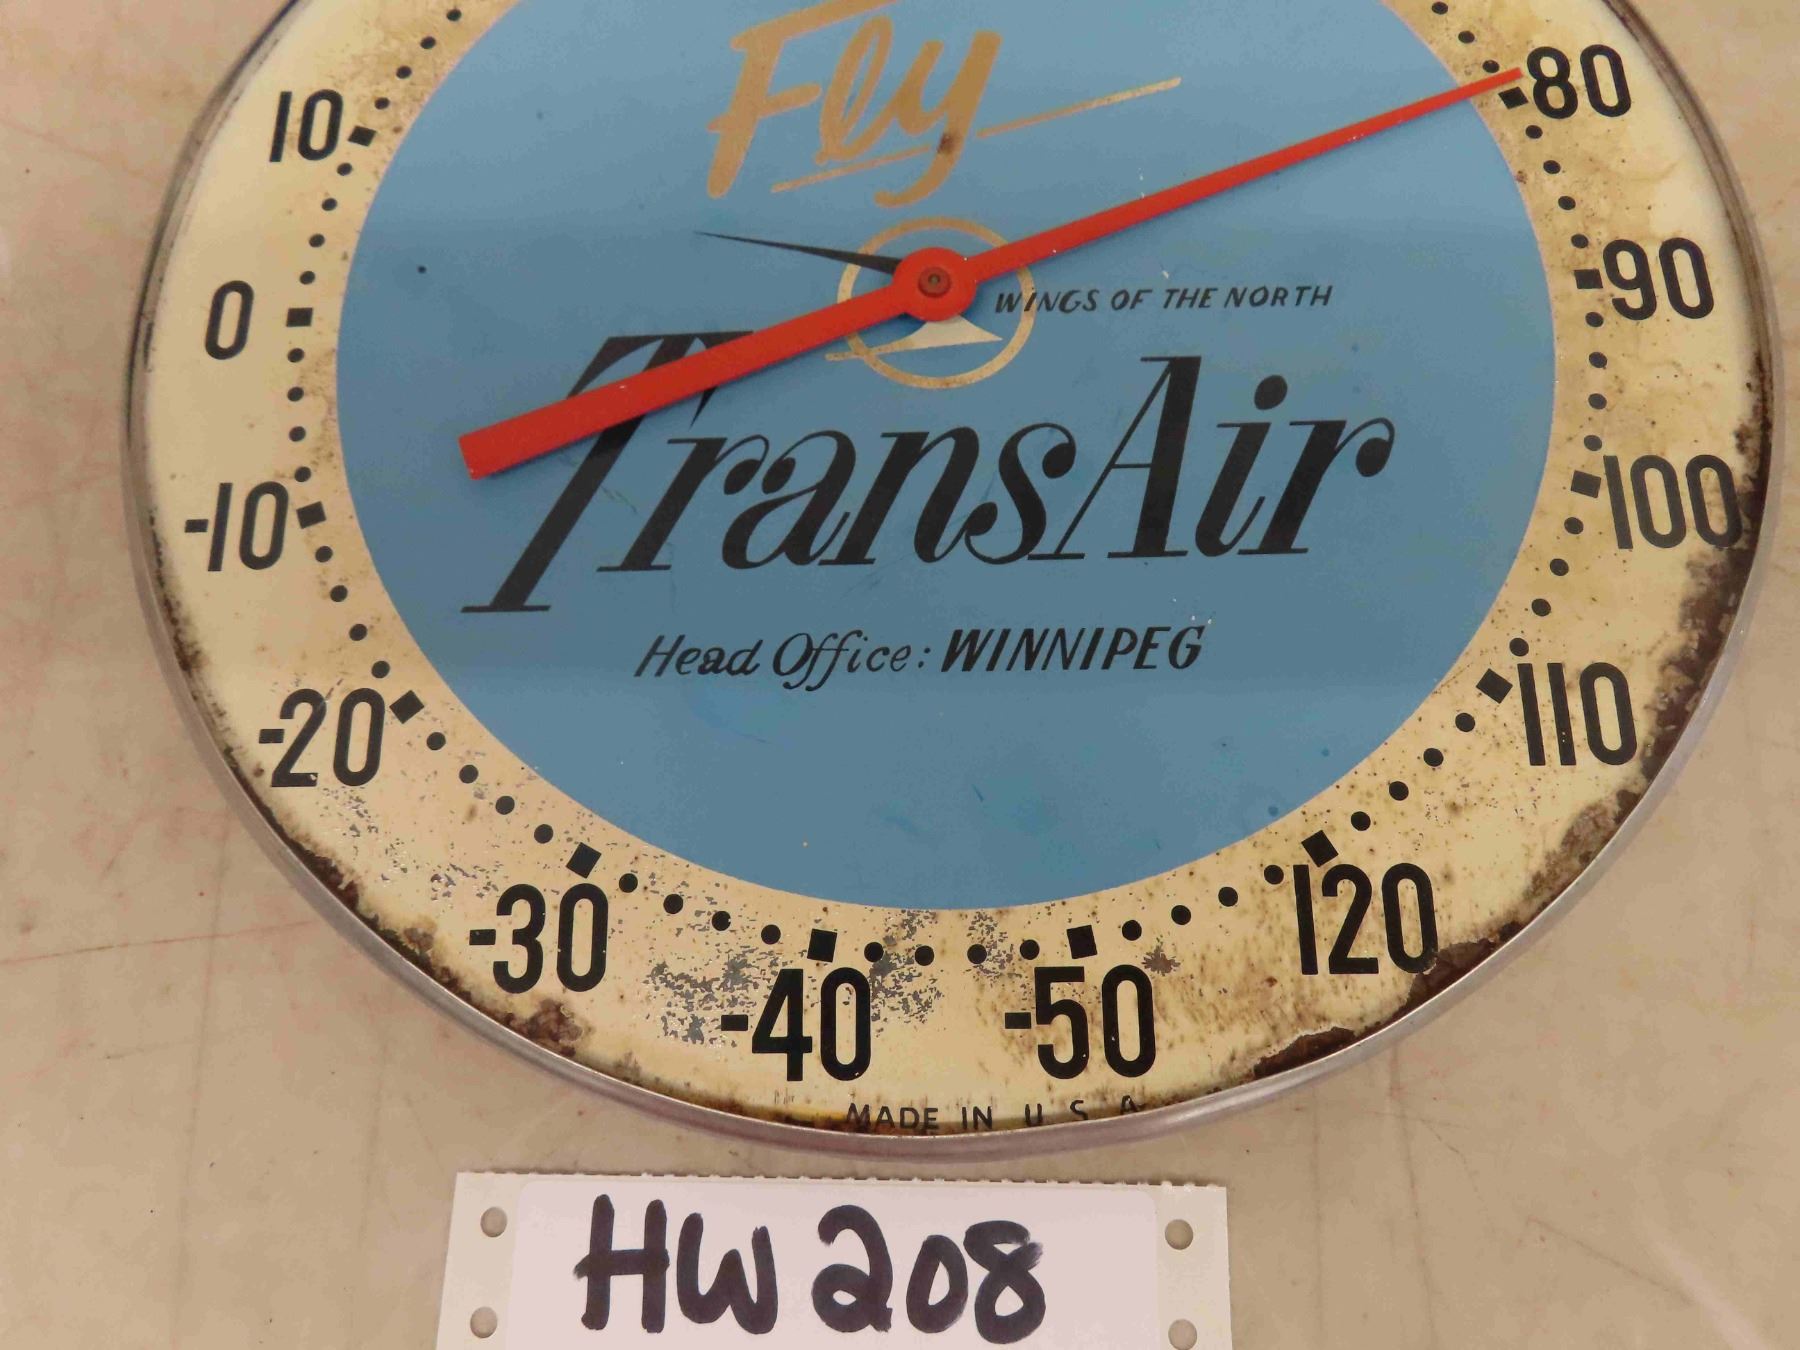 Fly
80
10
90
WINGS OF THE NORTH
0
TransAir
100
-10
Head Office: WINNIPEG
110
-20
120
-30
-40
-50
MADE IN U S A
HW208